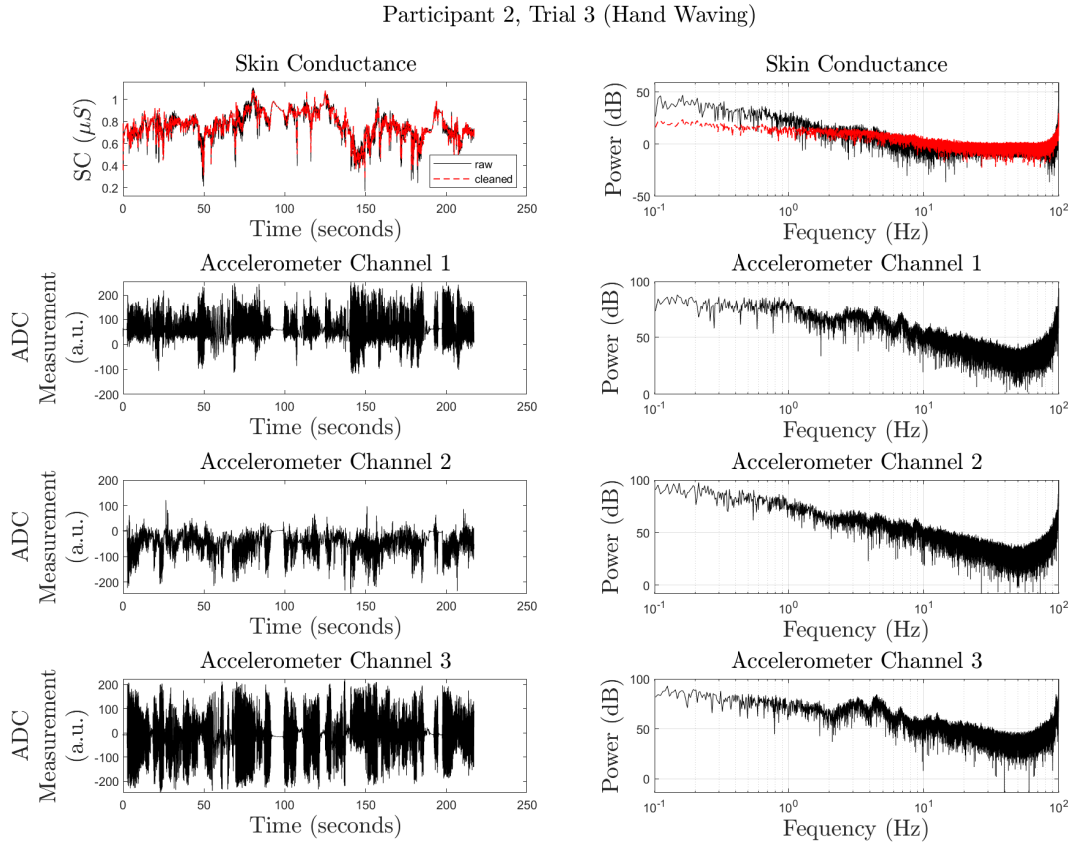 Participant 2, Trial 3 (Hand Waving)
Skin Conductance
SC (μS)
1
0.8
0.6
0.4
0.2
raw
cleaned
0 50 100 150 200 250
Time (seconds)
Skin Conductance
Power (dB)
50
0
-50
10^-1 10^0 10^1 10^2
Fequency (Hz)
Accelerometer Channel 1
ADC
Measurement
(a.u.)
200
100
0
-100
-200
0 50 100 150 200 250
Time (seconds)
Accelerometer Channel 1
Power (dB)
100
50
0
10^-1 10^0 10^1 10^2
Fequency (Hz)
Accelerometer Channel 2
ADC
Measurement
(a.u.)
200
100
0
-100
-200
0 50 100 150 200 250
Time (seconds)
Accelerometer Channel 2
Power (dB)
100
50
0
10^-1 10^0 10^1 10^2
Fequency (Hz)
Accelerometer Channel 3
ADC
Measurement
(a.u.)
200
100
0
-100
-200
0 50 100 150 200 250
Time (seconds)
Accelerometer Channel 3
Power (dB)
100
50
0
10^-1 10^0 10^1 10^2
Fequency (Hz)